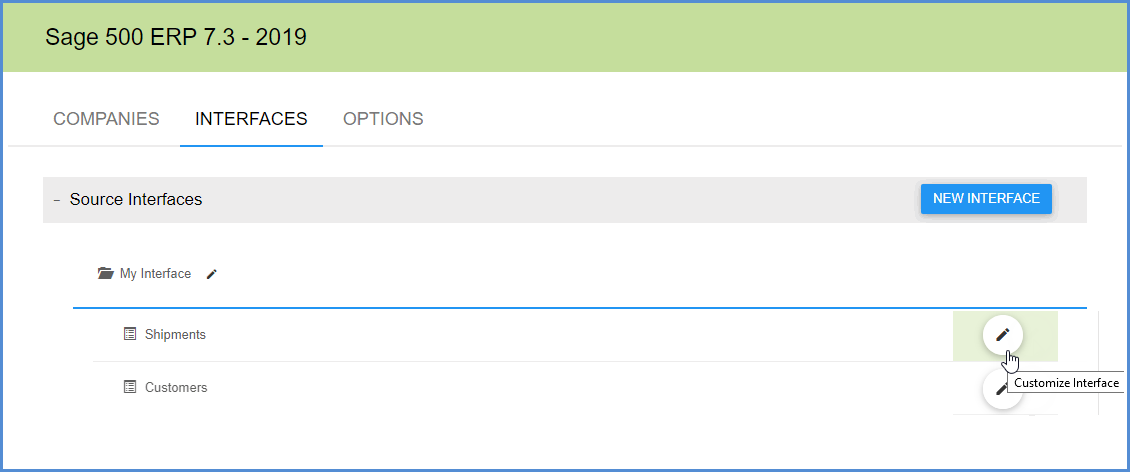 Sage 500 ERP 7.3 - 2019
COMPANIES INTERFACES OPTIONS
– Source Interfaces NEW INTERFACE
My Interface
Shipments
Customers
Customize Interface